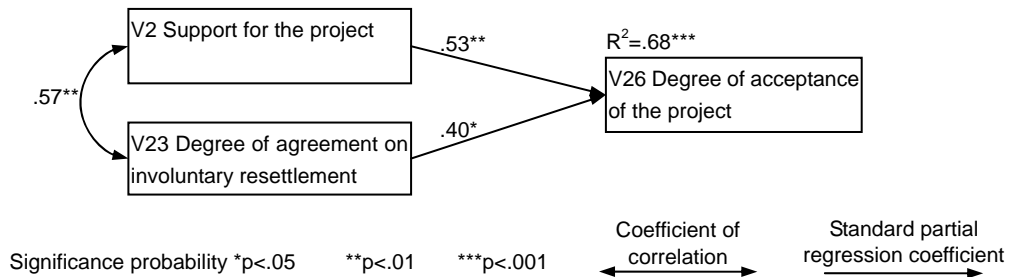 V2 Support for the project
.53**
R²=.68***
V26 Degree of acceptance
of the project
.57**
V23 Degree of agreement on
involuntary resettlement
.40*
Significance probability *p<.05 **p<.01 ***p<.001
Coefficient of
correlation
Standard partial
regression coefficient